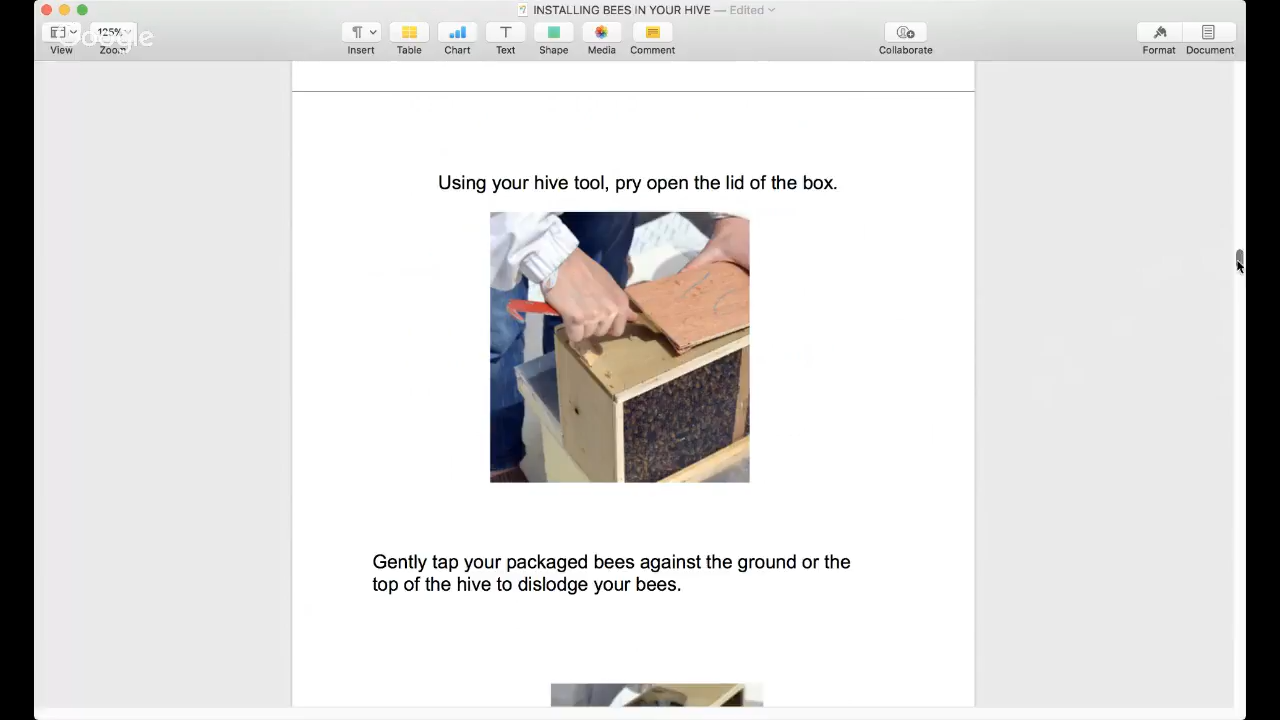 INSTALLING BEES IN YOUR HIVE — Edited
View
125%
Zoom
Google
Insert
Table
Chart
Text
Shape
Media
Comment
Collaborate
Format
Document
Using your hive tool, pry open the lid of the box.
Gently tap your packaged bees against the ground or the
top of the hive to dislodge your bees.